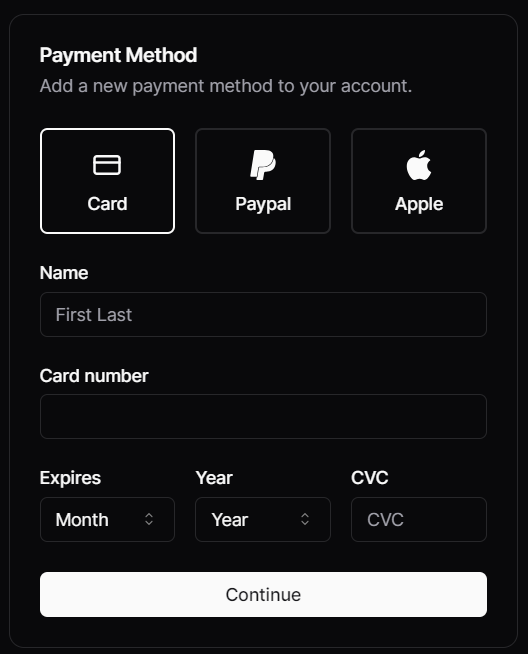 Payment Method
Add a new payment method to your account.
Card Paypal Apple
Name
First Last
Card number
Expires Year CVC
Month Year CVC
Continue